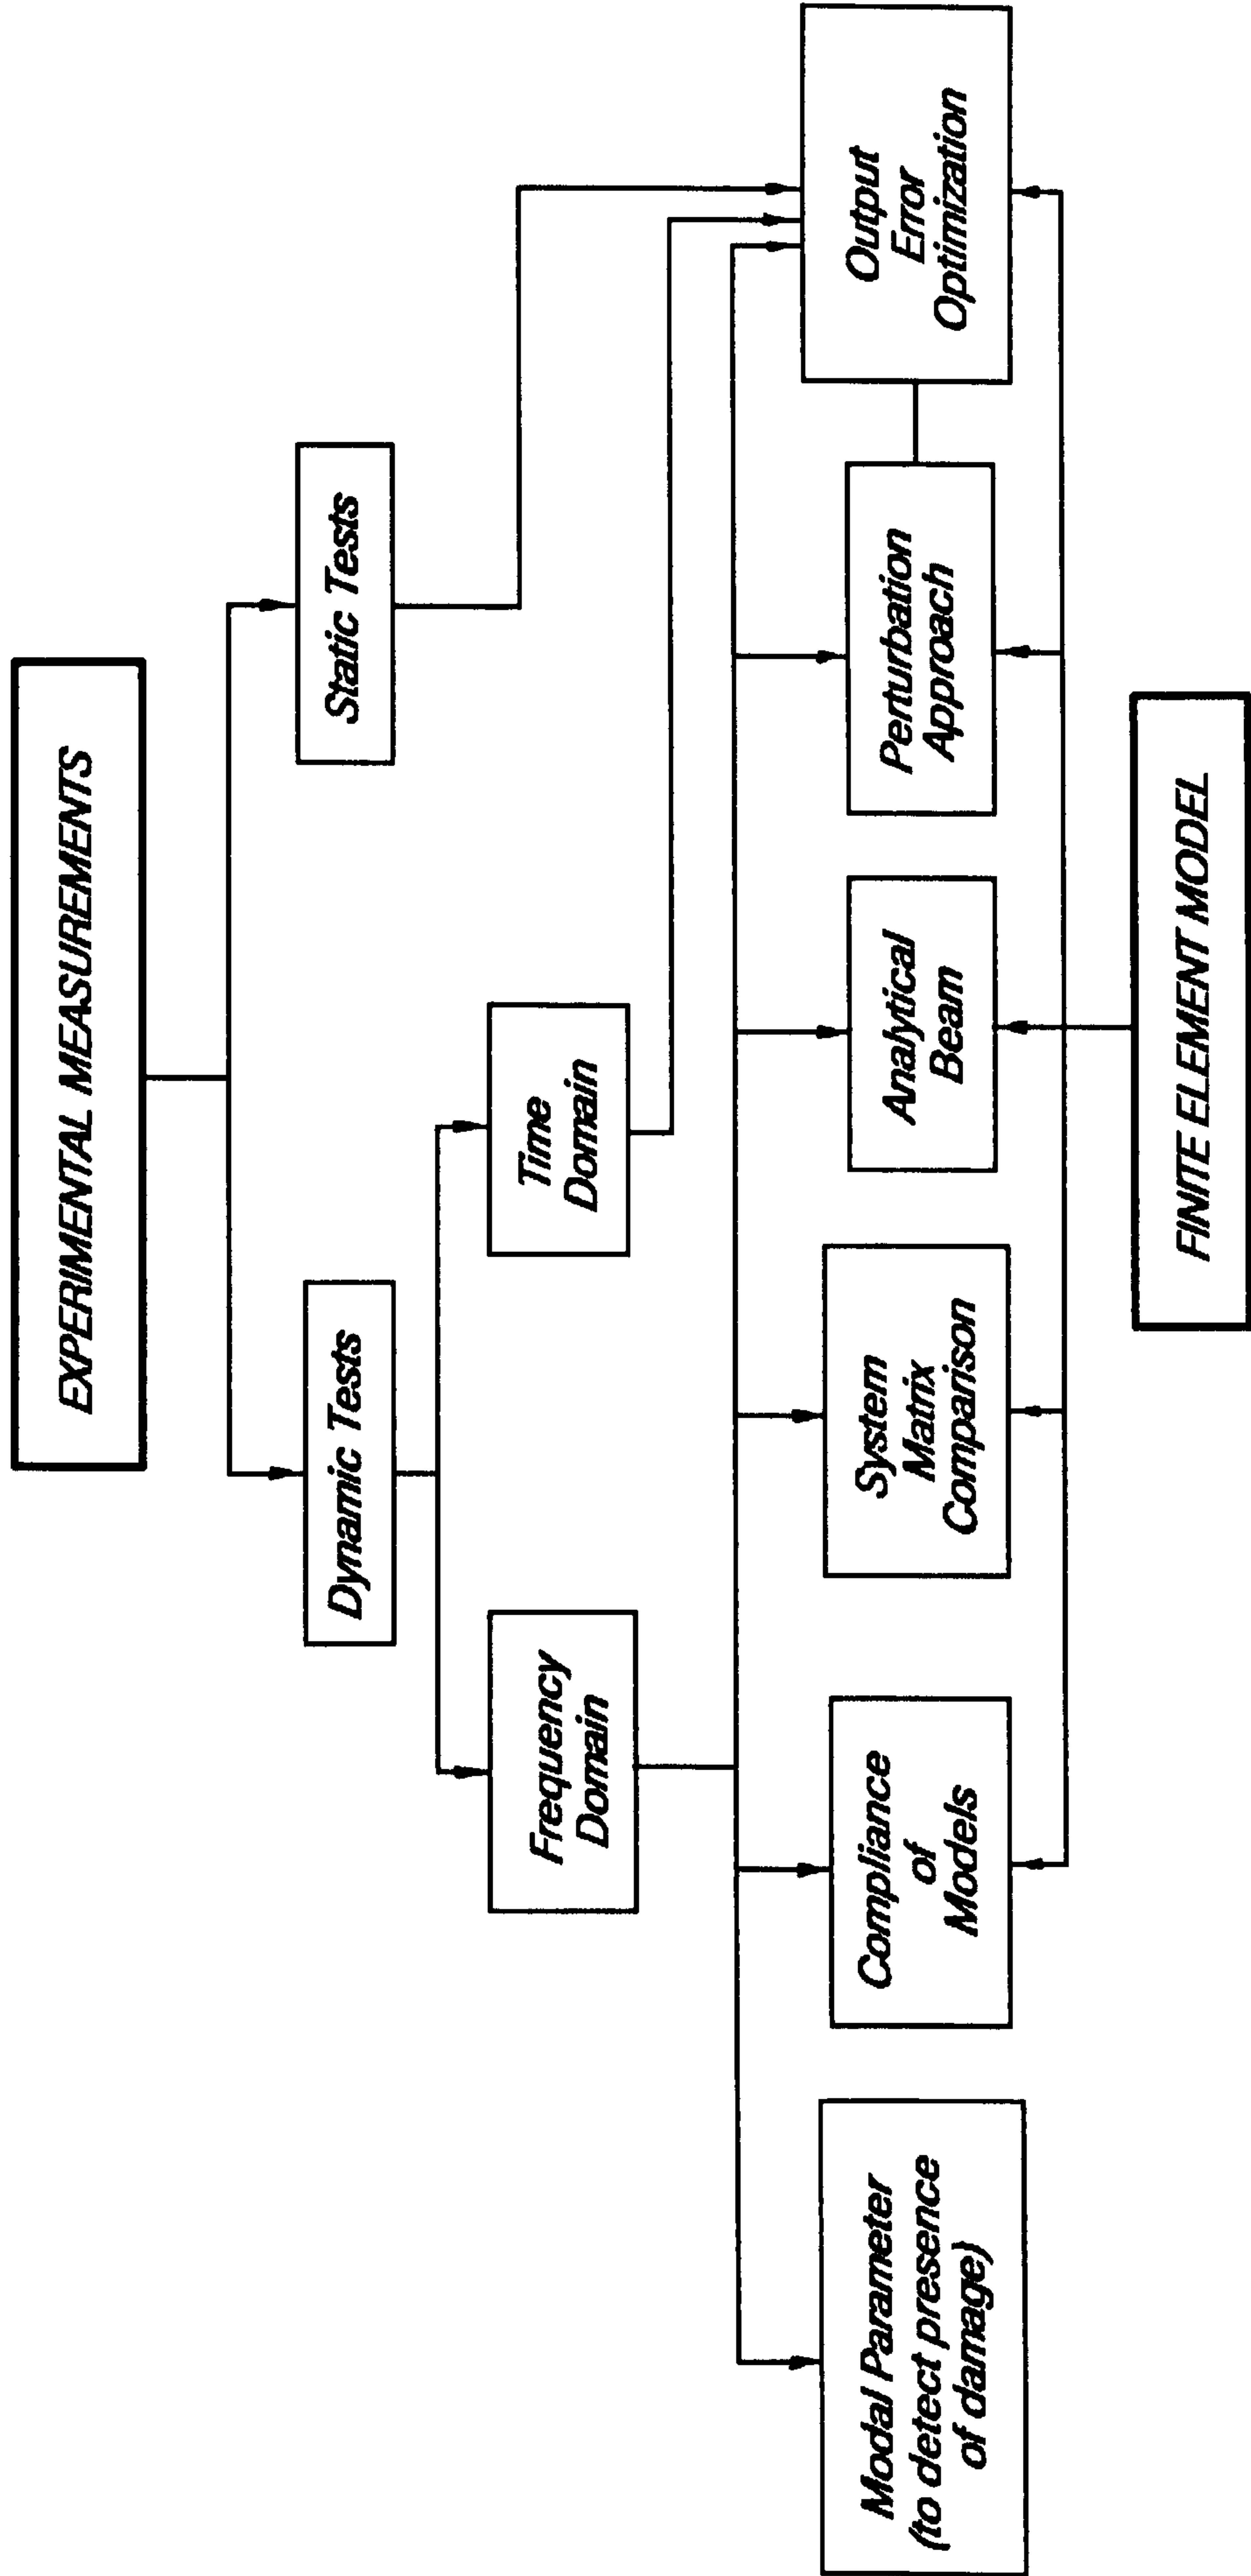 EXPERIMENTAL MEASUREMENTS
Dynamic Tests
Static Tests
Frequency
Domain
Time
Domain
Modal Parameter
(to detect presence
of damage)
Compliance
of
Models
System
Matrix
Comparison
Analytical
Beam
Perturbation
Approach
Output
Error
Optimization
FINITE ELEMENT MODEL